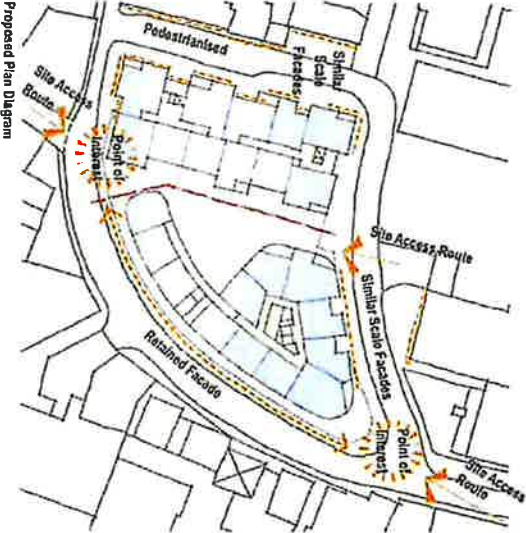 Proposed Plan Diagram
Pedestrianised
Similar
Scale
Facades
Site Access
Route
Point of
Interest
Site Access Route
Similar Scale Facades
Retained Facade
Point of
Interest
Site Access
Route